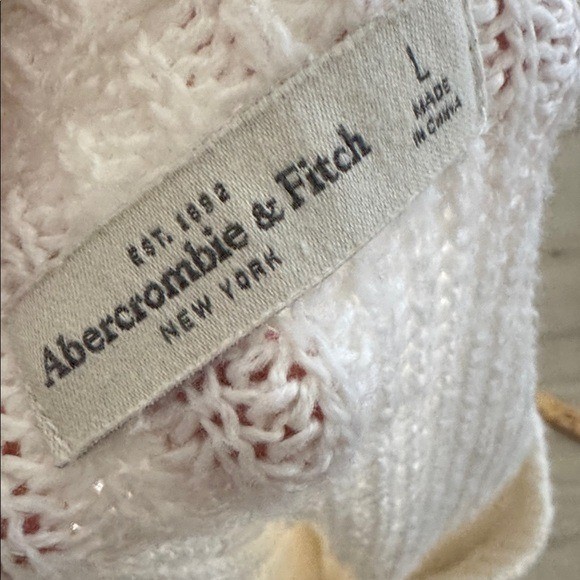 EST. 1892
Abercrombie & Fitch
NEW YORK
L
MADE
IN CHINA